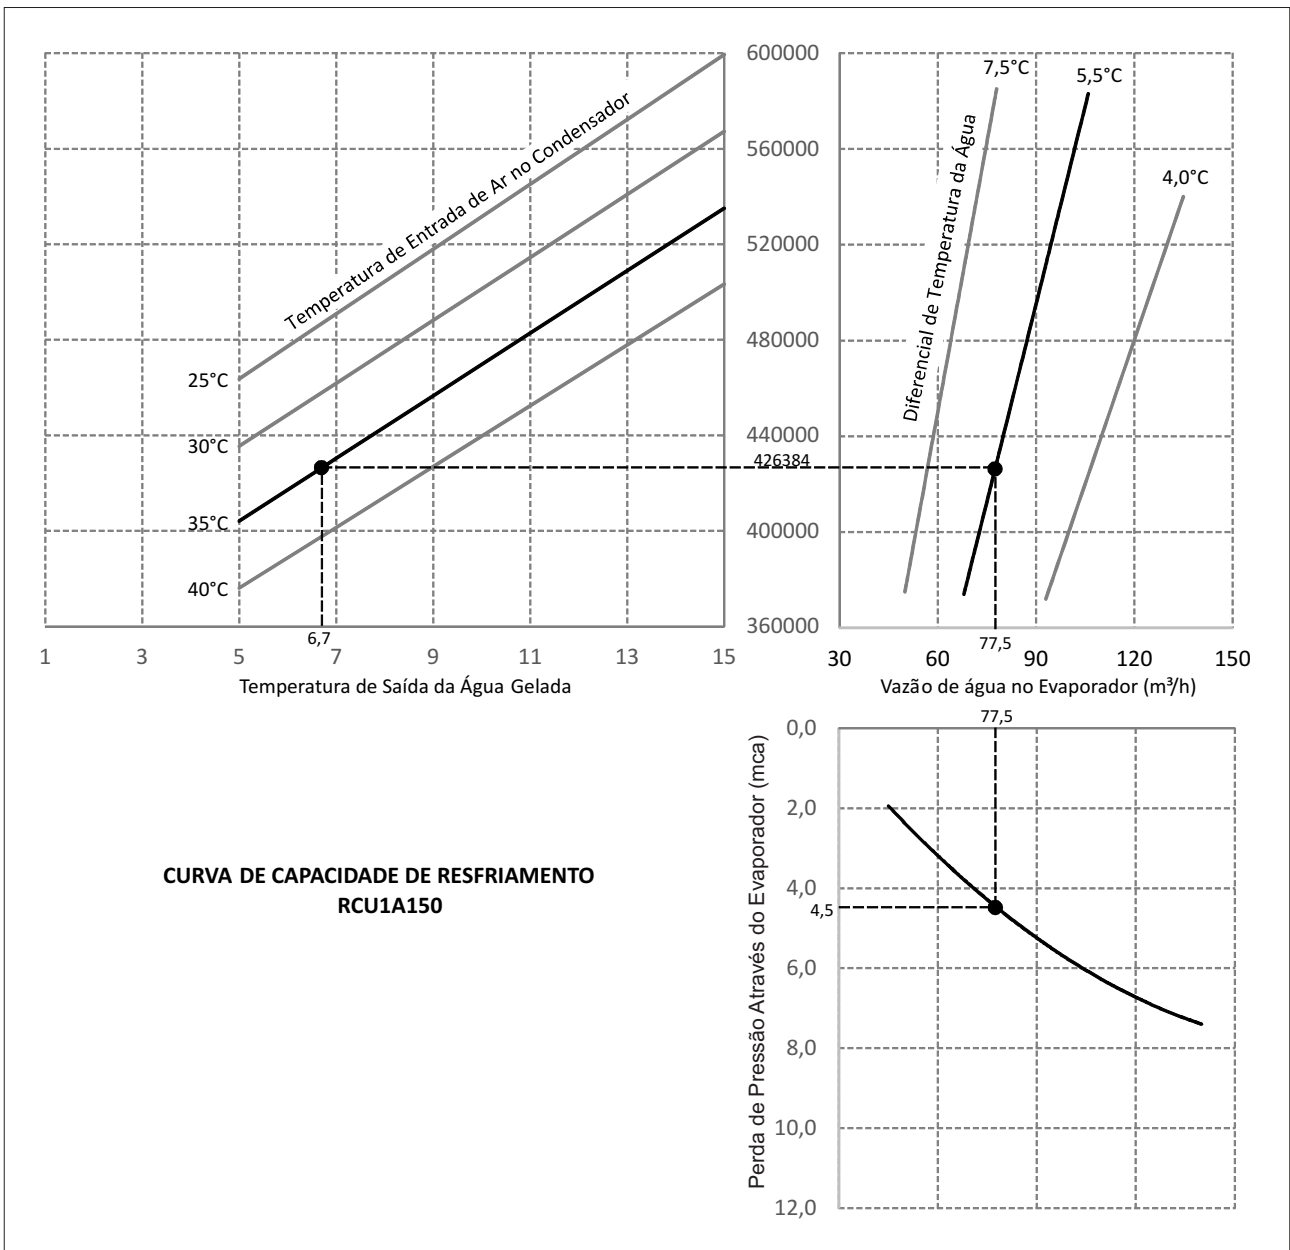 600000
560000
520000
480000
440000
426384
400000
360000
Temperatura de Entrada de Ar no Condensador
25°C
30°C
35°C
40°C
6,7
1 3 5 7 9 11 13 15
Temperatura de Saída da Água Gelada
7,5°C
5,5°C
4,0°C
Diferencial de Temperatura da Água
77,5
30 60 90 120 150
Vazão de água no Evaporador (m³/h)
77,5
0,0
2,0
4,0
4,5
6,0
8,0
10,0
12,0
Perda de Pressão Através do Evaporador (mca)
CURVA DE CAPACIDADE DE RESFRIAMENTO
RCU1A150